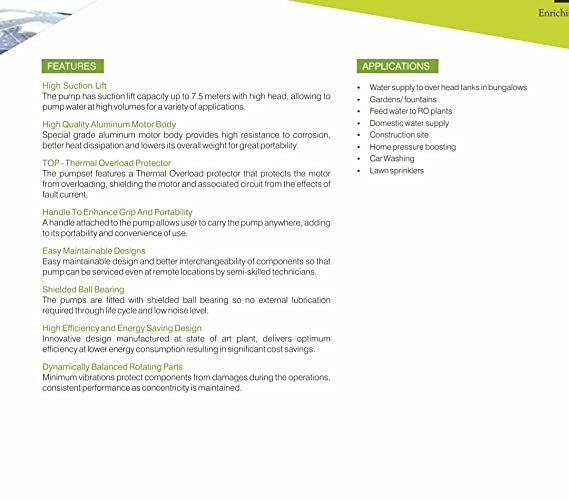 Enrichi
FEATURES
High Suction Lift
The pump has suction lift capacity up to 7.5 meters with high head, allowing to
pump water at high volumes for a variety of applications.
High Quality Aluminum Motor Body
Special grade aluminum motor body provides high resistance to corrosion,
better heat dissipation and lowers its overall weight for great portability.
TOP - Thermal Overload Protector
The pumpset features a Thermal Overload protector that protects the motor
from overloading, shielding the motor and associated circuit from the effects of
fault current.
Handle To Enhance Grip And Portability
A handle attached to the pump allows user to carry the pump anywhere, adding
to its portability and convenience of use.
Easy Maintainable Designs
Easy maintainable design and better interchangeability of components so that
pump can be serviced even at remote locations by semi-skilled technicians.
Shielded Ball Bearing
The pumps are fitted with shielded ball bearing so no external lubrication
required through life cycle and low noise level.
High Efficiency and Energy Saving Design
Innovative design manufactured at state of art plant, delivers optimum
efficiency at lower energy consumption resulting in significant cost savings.
Dynamically Balanced Rotating Parts
Minimum vibrations protect components from damages during the operations,
consistent performance as concentricity is maintained.
APPLICATIONS
• Water supply to over head tanks in bungalows
• Gardens/ fountains
• Feed water to RO plants
• Domestic water supply
• Construction site
• Home pressure boosting
• Car Washing
• Lawn sprinklers